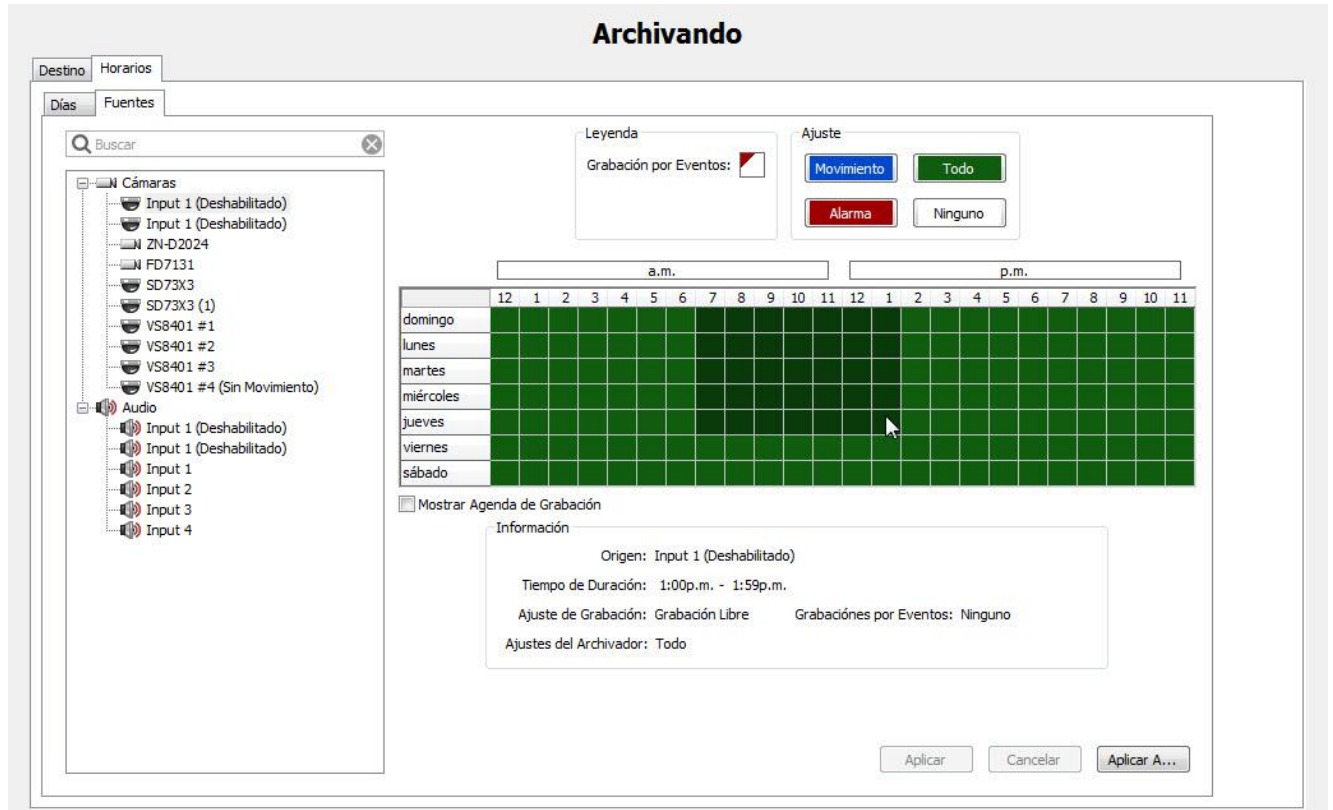 Archivando
Destino Horarios
Días Fuentes
Buscar
Cámaras
Input 1 (Deshabilitado)
Input 1 (Deshabilitado)
ZN-D2024
FD7131
SD73X3
SD73X3 (1)
VS8401 #1
VS8401 #2
VS8401 #3
VS8401 #4 (Sin Movimiento)
Audio
Input 1 (Deshabilitado)
Input 1 (Deshabilitado)
Input 1
Input 2
Input 3
Input 4
Leyenda
Grabación por Eventos:
Ajuste
Movimiento Todo
Alarma Ninguno
a.m. p.m.
12 1 2 3 4 5 6 7 8 9 10 11 12 1 2 3 4 5 6 7 8 9 10 11
domingo
lunes
martes
miércoles
jueves
viernes
sábado
Mostrar Agenda de Grabación
Información
Origen: Input 1 (Deshabilitado)
Tiempo de Duración: 1:00p.m. - 1:59p.m.
Ajuste de Grabación: Grabación Libre Grabaciónes por Eventos: Ninguno
Ajustes del Archivador: Todo
Aplicar Cancelar Aplicar A...